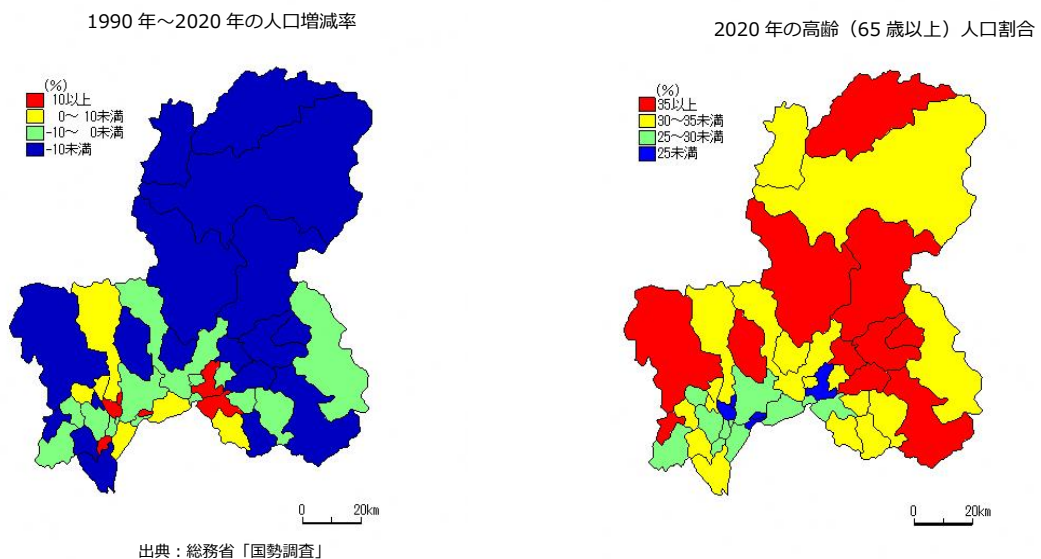 1990 年～2020 年の人口増減率
(%)
10以上
0～ 10未満
-10～ 0未満
-10未満
0 20km
出典：総務省「国勢調査」
2020 年の高齢（65 歳以上）人口割合
(%)
35以上
30～35未満
25～30未満
25未満
0 20km